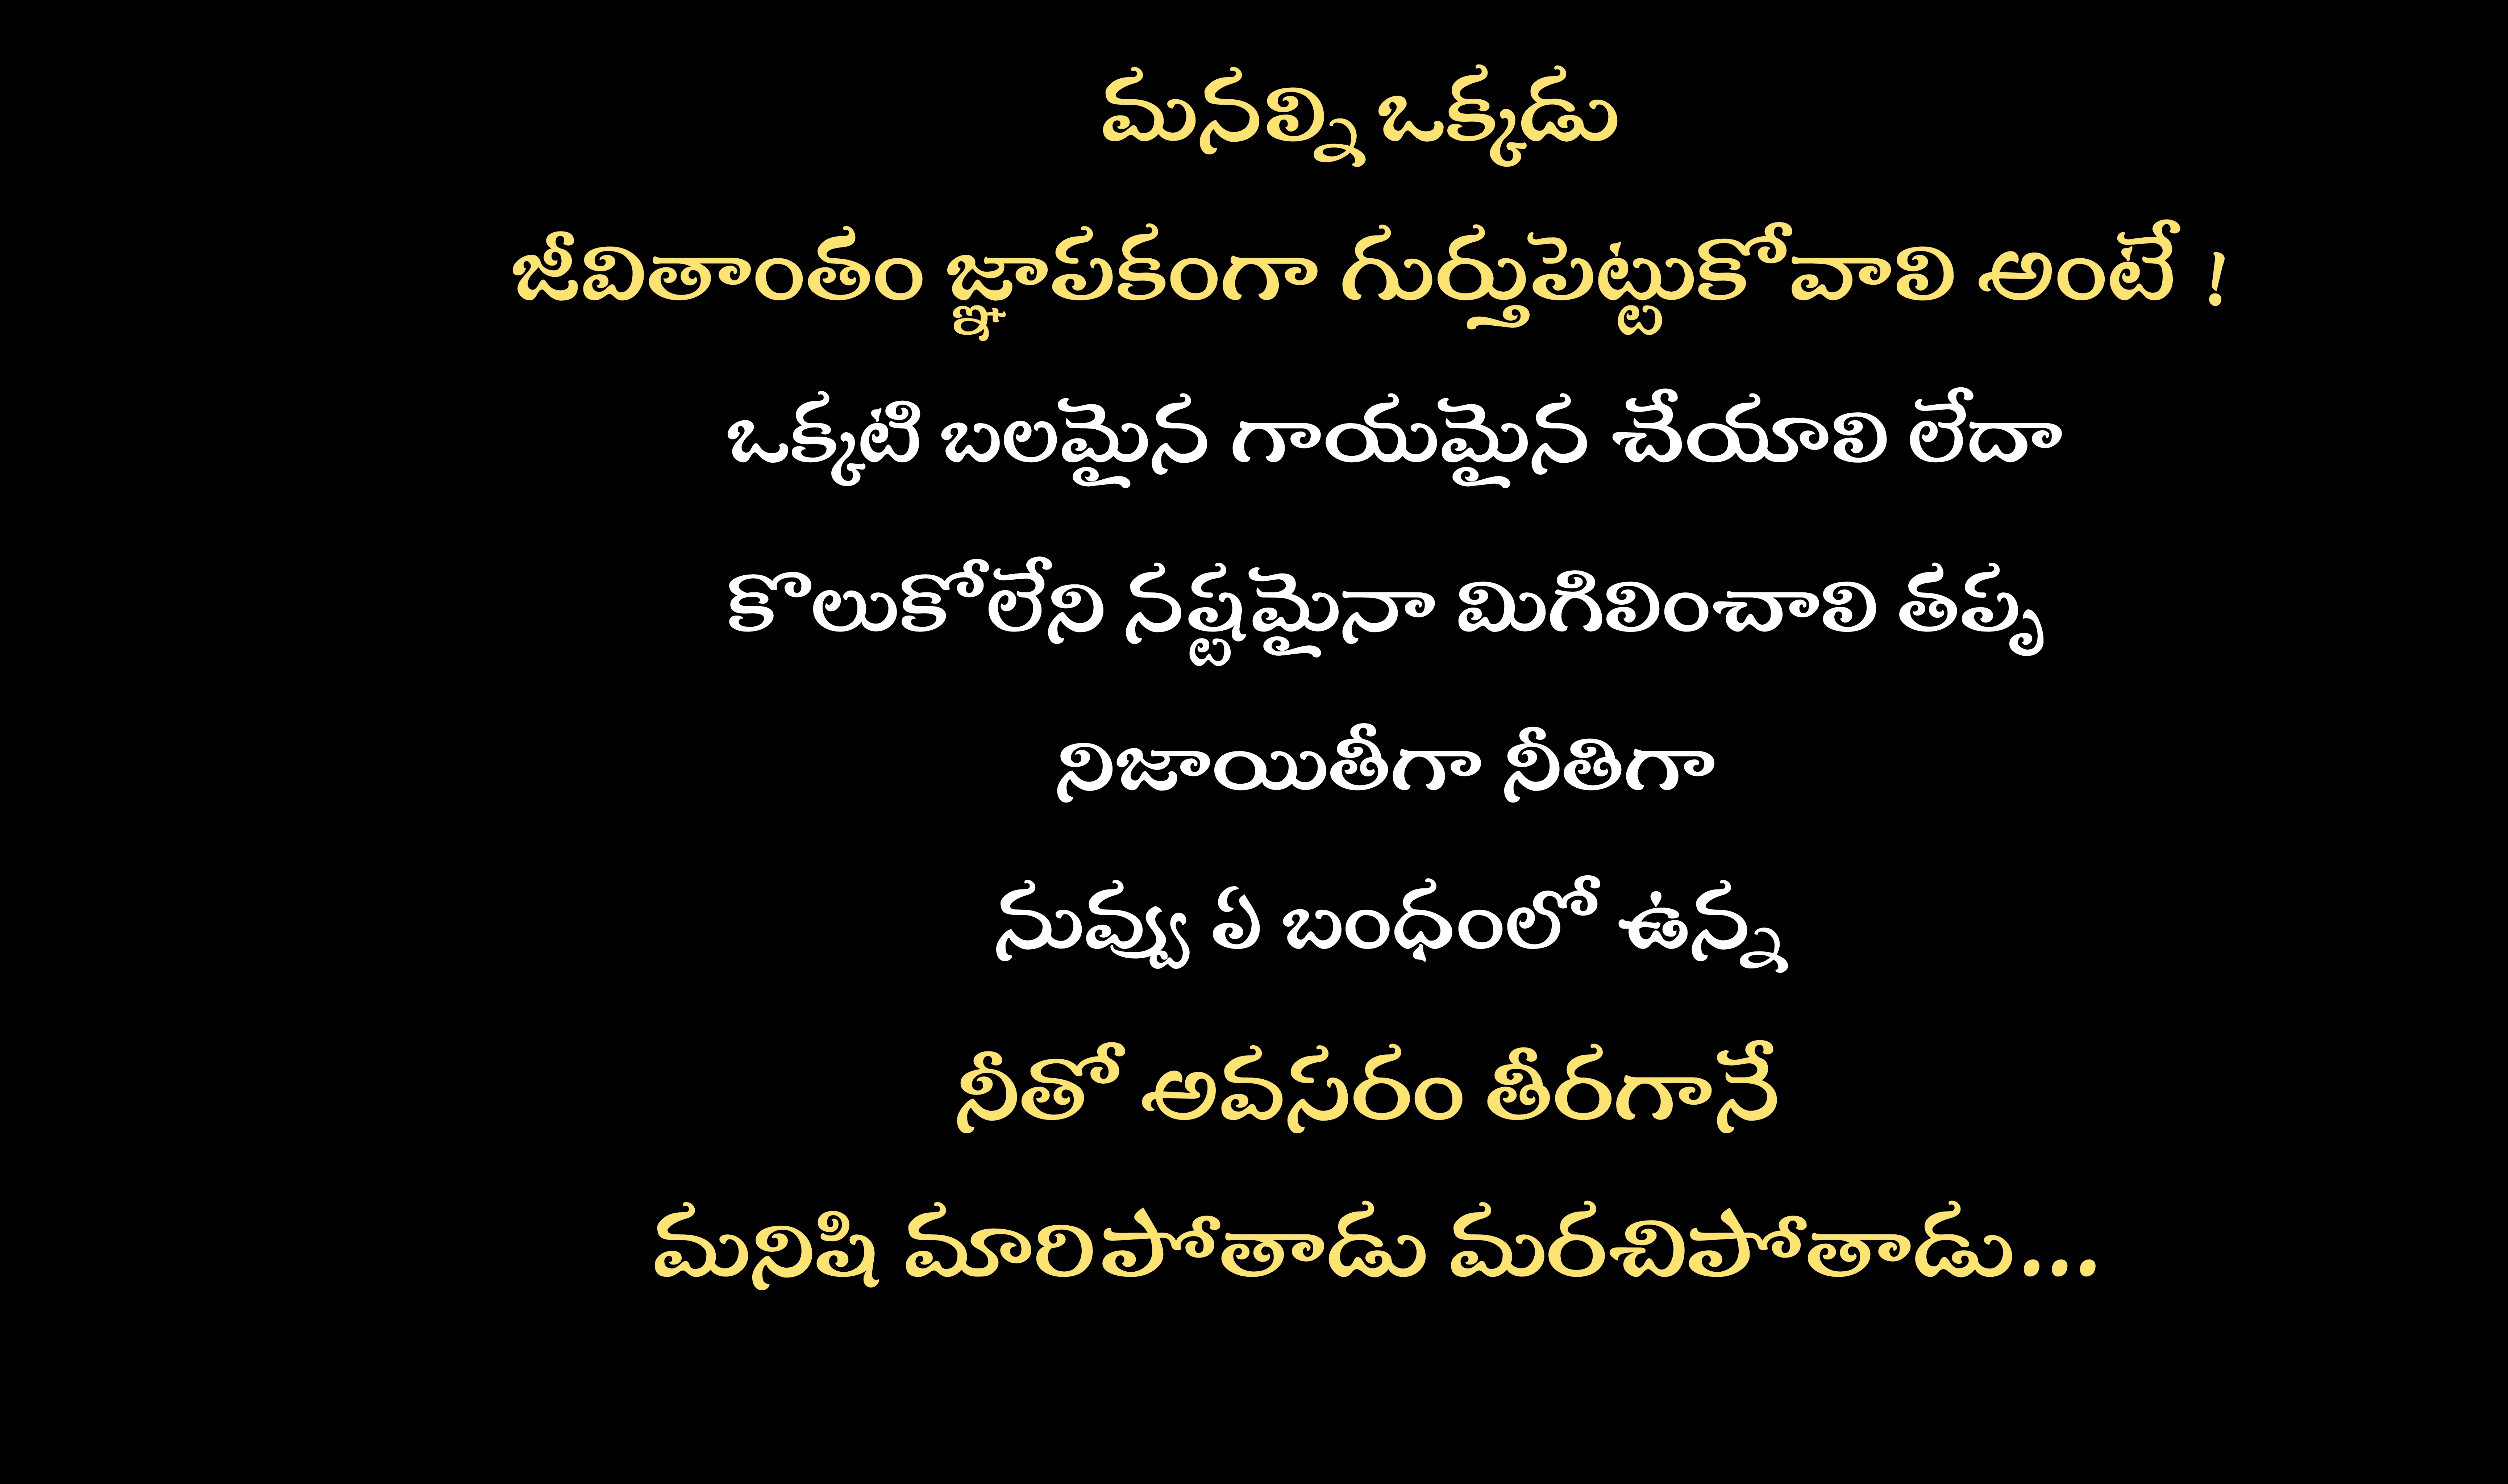 మనల్ని ఒక్కడు
జీవితాంతం జ్ఞాపకంగా గుర్తుపెట్టుకోవాలి అంటే !
ఒక్కటి బలమైన గాయమైన చేయాలి లేదా
కొలుకోలేని నష్టమైనా మిగిలించాలి తప్ప
నిజాయితీగా నీతిగా
నువ్వు ఏ బంధంలో ఉన్న
నీతో అవసరం తీరగానే
మనిషి మారిపోతాడు మరచిపోతాడు...